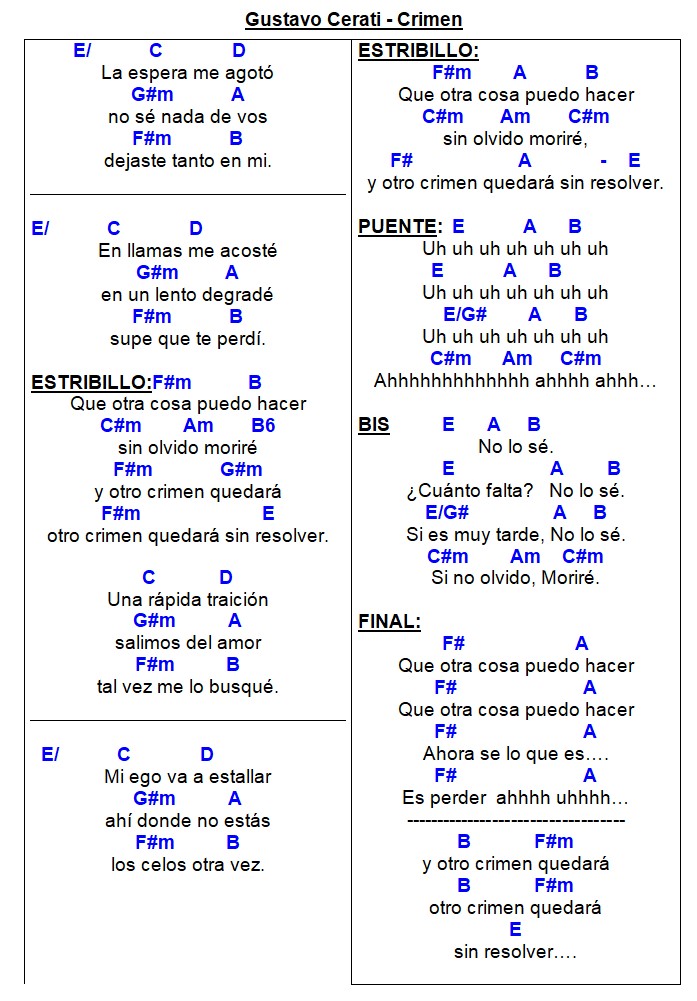 Gustavo Cerati - Crimen
E/ C D
La espera me agotó
G#m A
no sé nada de vos
F#m B
dejaste tanto en mi.
E/ C D
En llamas me acosté
G#m A
en un lento degradé
F#m B
supe que te perdí.
ESTRIBILLO:F#m B
Que otra cosa puedo hacer
C#m Am B6
sin olvido moriré
F#m G#m
y otro crimen quedará
F#m E
otro crimen quedará sin resolver.
C D
Una rápida traición
G#m A
salimos del amor
F#m B
tal vez me lo busqué.
E/ C D
Mi ego va a estallar
G#m A
ahí donde no estás
F#m B
los celos otra vez.
ESTRIBILLO:
F#m A B
Que otra cosa puedo hacer
C#m Am C#m
sin olvido moriré,
F# A - E
y otro crimen quedará sin resolver.
PUENTE: E A B
Uh uh uh uh uh uh uh
E A B
Uh uh uh uh uh uh uh
E/G# A B
Uh uh uh uh uh uh uh
C#m Am C#m
Ahhhhhhhhhhhhh ahhhh ahhh…
BIS E A B
No lo sé.
E A B
¿Cuánto falta? No lo sé.
E/G# A B
Si es muy tarde, No lo sé.
C#m Am C#m
Si no olvido, Moriré.
FINAL:
F# A
Que otra cosa puedo hacer
F# A
Que otra cosa puedo hacer
F# A
Ahora se lo que es….
F# A
Es perder ahhhh uhhhh…
------------------------------------
B F#m
y otro crimen quedará
B F#m
otro crimen quedará
E
sin resolver….